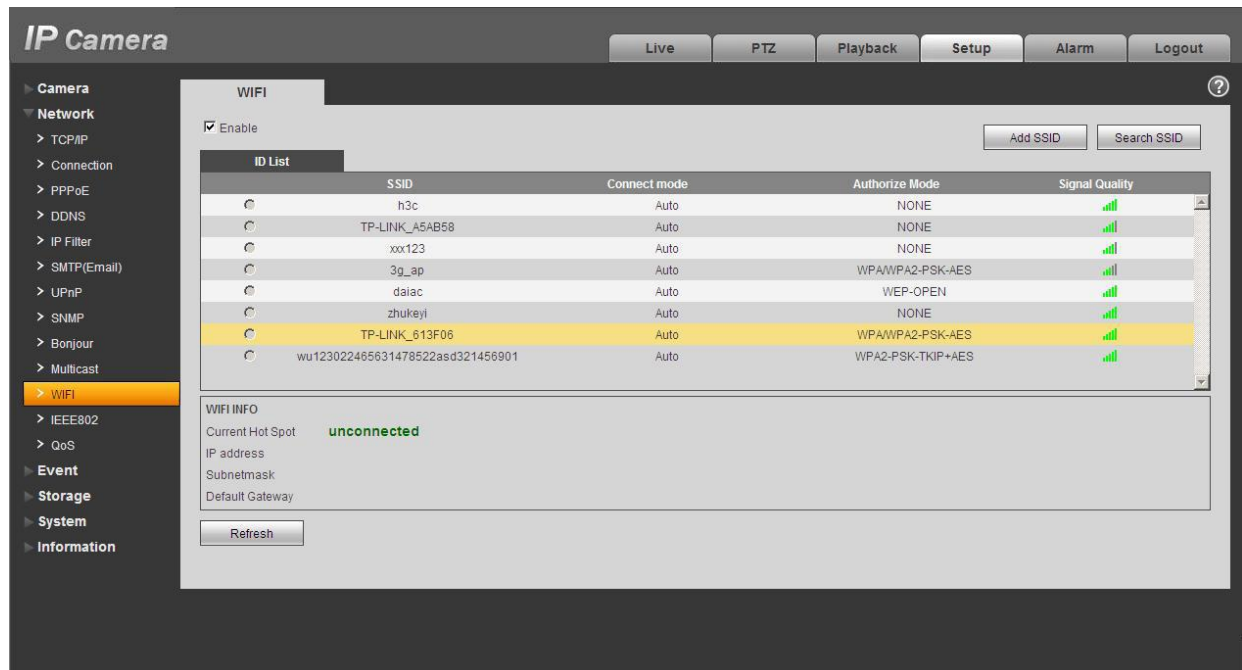 IP Camera
Live PTZ Playback Setup Alarm Logout
Camera
Network
> TCP/IP
> Connection
> PPPoE
> DDNS
> IP Filter
> SMTP(Email)
> UPnP
> SNMP
> Bonjour
> Multicast
> WIFI
> IEEE802
> QoS
Event
Storage
System
Information
WIFI ?
Enable
Add SSID Search SSID
ID List
SSID Connect mode Authorize Mode Signal Quality
h3c Auto NONE
TP-LINK_A5AB58 Auto NONE
xxx123 Auto NONE
3g_ap Auto WPA/WPA2-PSK-AES
daiac Auto WEP-OPEN
zhukeyi Auto NONE
TP-LINK_613F06 Auto WPA/WPA2-PSK-AES
wu123022465631478522asd321456901 Auto WPA2-PSK-TKIP+AES
WIFI INFO
Current Hot Spot unconnected
IP address
Subnetmask
Default Gateway
Refresh